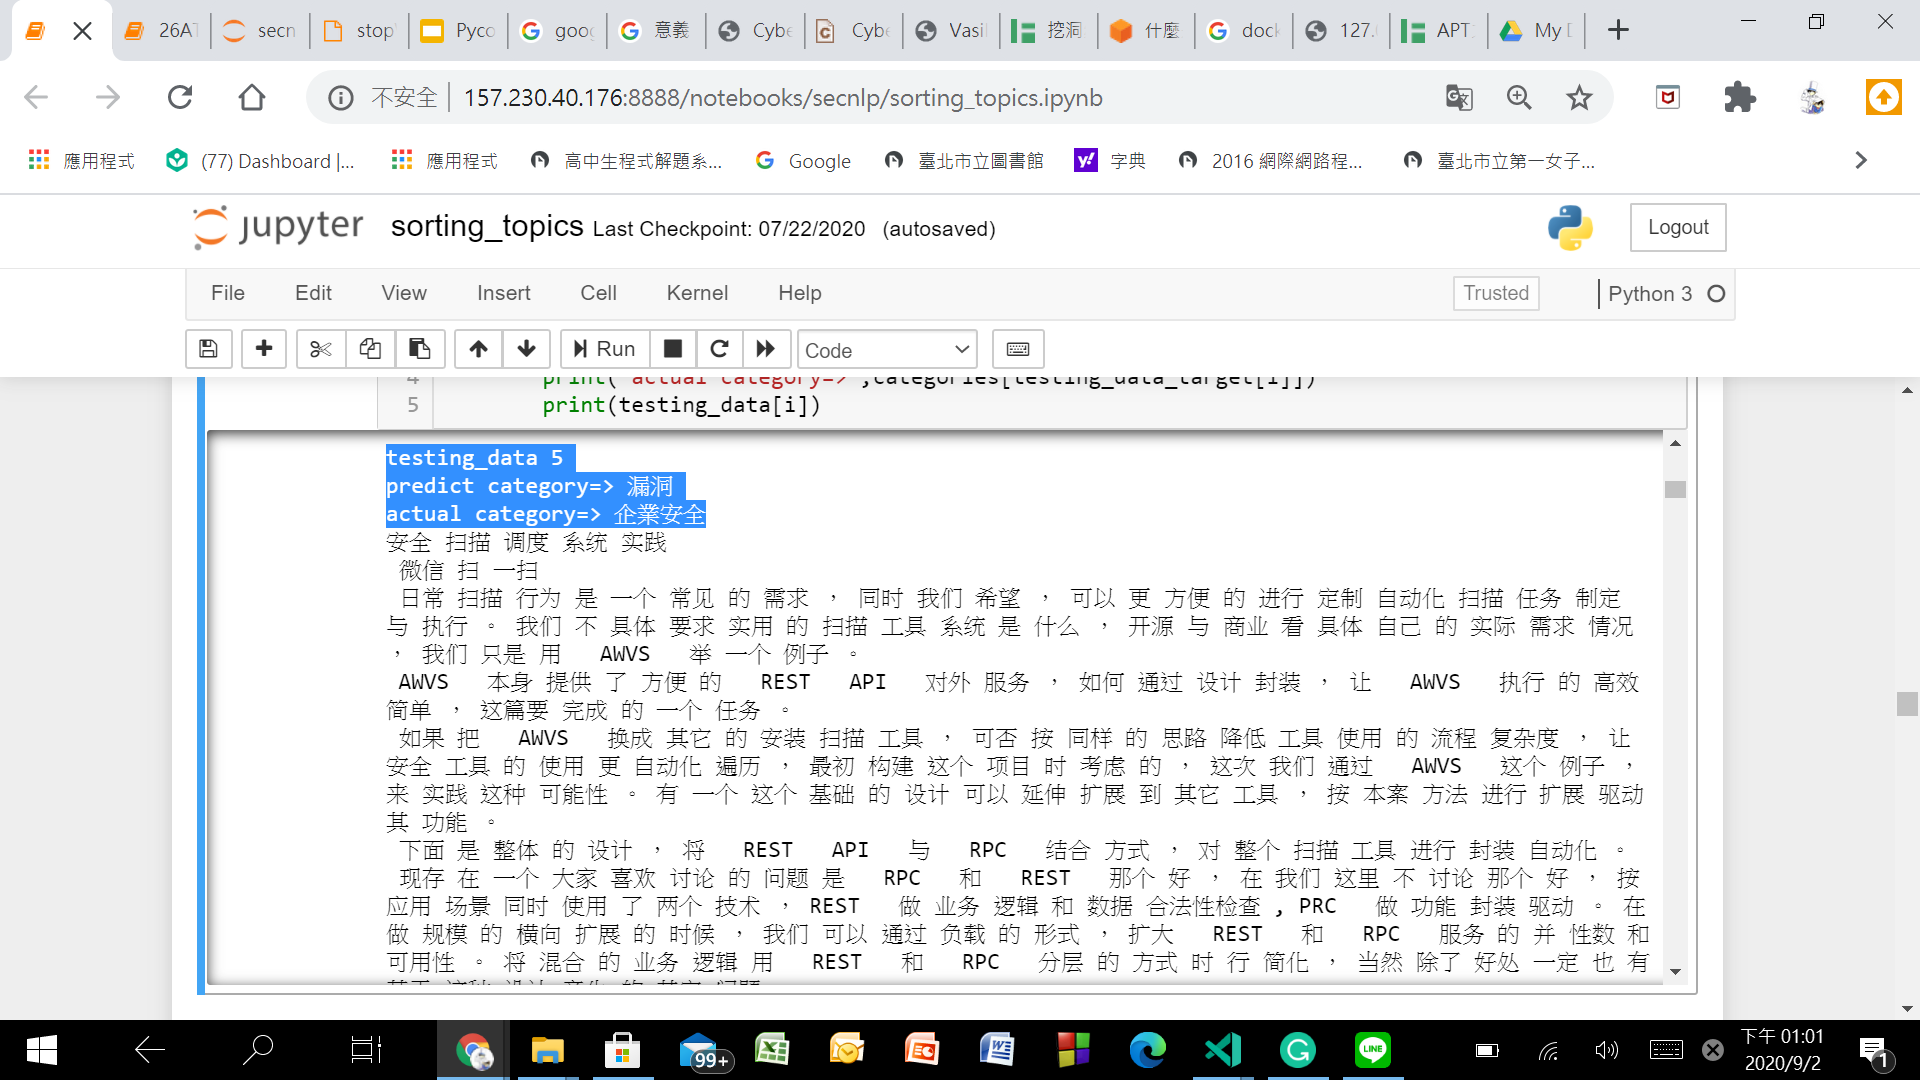 26A
secn
stop
Pyco
goo
意義
Cybe
Cybe
Vasil
挖洞
什麼
dock
127.
APT
My D
不安全 157.230.40.176:8888/notebooks/secnlp/sorting_topics.ipynb
應用程式 (77) Dashboard |... 應用程式 高中生程式解題系... Google 臺北市立圖書館 字典 2016 網際網路程... 臺北市立第一女子...
jupyter sorting_topics Last Checkpoint: 07/22/2020 (autosaved) Logout
File Edit View Insert Cell Kernel Help Trusted Python 3
Run Code
4 print("actual category=>",categories[testing_data_target[i]])
5 print(testing_data[i])
testing_data 5
predict category=> 漏洞
actual category=> 企業安全
安全 扫描 调度 系统 实践
微信 扫 一扫
日常 扫描 行为 是 一个 常见 的 需求 ， 同时 我们 希望 ， 可以 更 方便 的 进行 定制 自动化 扫描 任务 制定
与 执行 。 我们 不 具体 要求 实用 的 扫描 工具 系统 是 什么 ， 开源 与 商业 看 具体 自己 的 实际 需求 情况
， 我们 只是 用 AWVS 举 一个 例子 。
AWVS 本身 提供 了 方便 的 REST API 对外 服务 ， 如何 通过 设计 封装 ， 让 AWVS 执行 的 高效
简单 ， 这篇要 完成 的 一个 任务 。
如果 把 AWVS 换成 其它 的 安装 扫描 工具 ， 可否 按 同样 的 思路 降低 工具 使用 的 流程 复杂度 ， 让
安全 工具 的 使用 更 自动化 遍历 ， 最初 构建 这个 项目 时 考虑 的 ， 这次 我们 通过 AWVS 这个 例子 ，
来 实践 这种 可能性 。 有 一个 这个 基础 的 设计 可以 延伸 扩展 到 其它 工具 ， 按 本案 方法 进行 扩展 驱动
其 功能 。
下面 是 整体 的 设计 ， 将 REST API 与 RPC 结合 方式 ， 对 整个 扫描 工具 进行 封装 自动化 。
现存 在 一个 大家 喜欢 讨论 的 问题 是 RPC 和 REST 那个 好 ， 在 我们 这里 不 讨论 那个 好 ， 按
应用 场景 同时 使用 了 两个 技术 ， REST 做 业务 逻辑 和 数据 合法性检查 , PRC 做 功能 封装 驱动 。 在
做 规模 的 横向 扩展 的 时候 ， 我们 可以 通过 负载 的 形式 ， 扩大 REST 和 RPC 服务 的 并 性数 和
可用性 。 将 混合 的 业务 逻辑 用 REST 和 RPC 分层 的 方式 时 行 简化 ， 当然 除了 好处 一定 也 有
99+
下午 01:01
2020/9/2
1